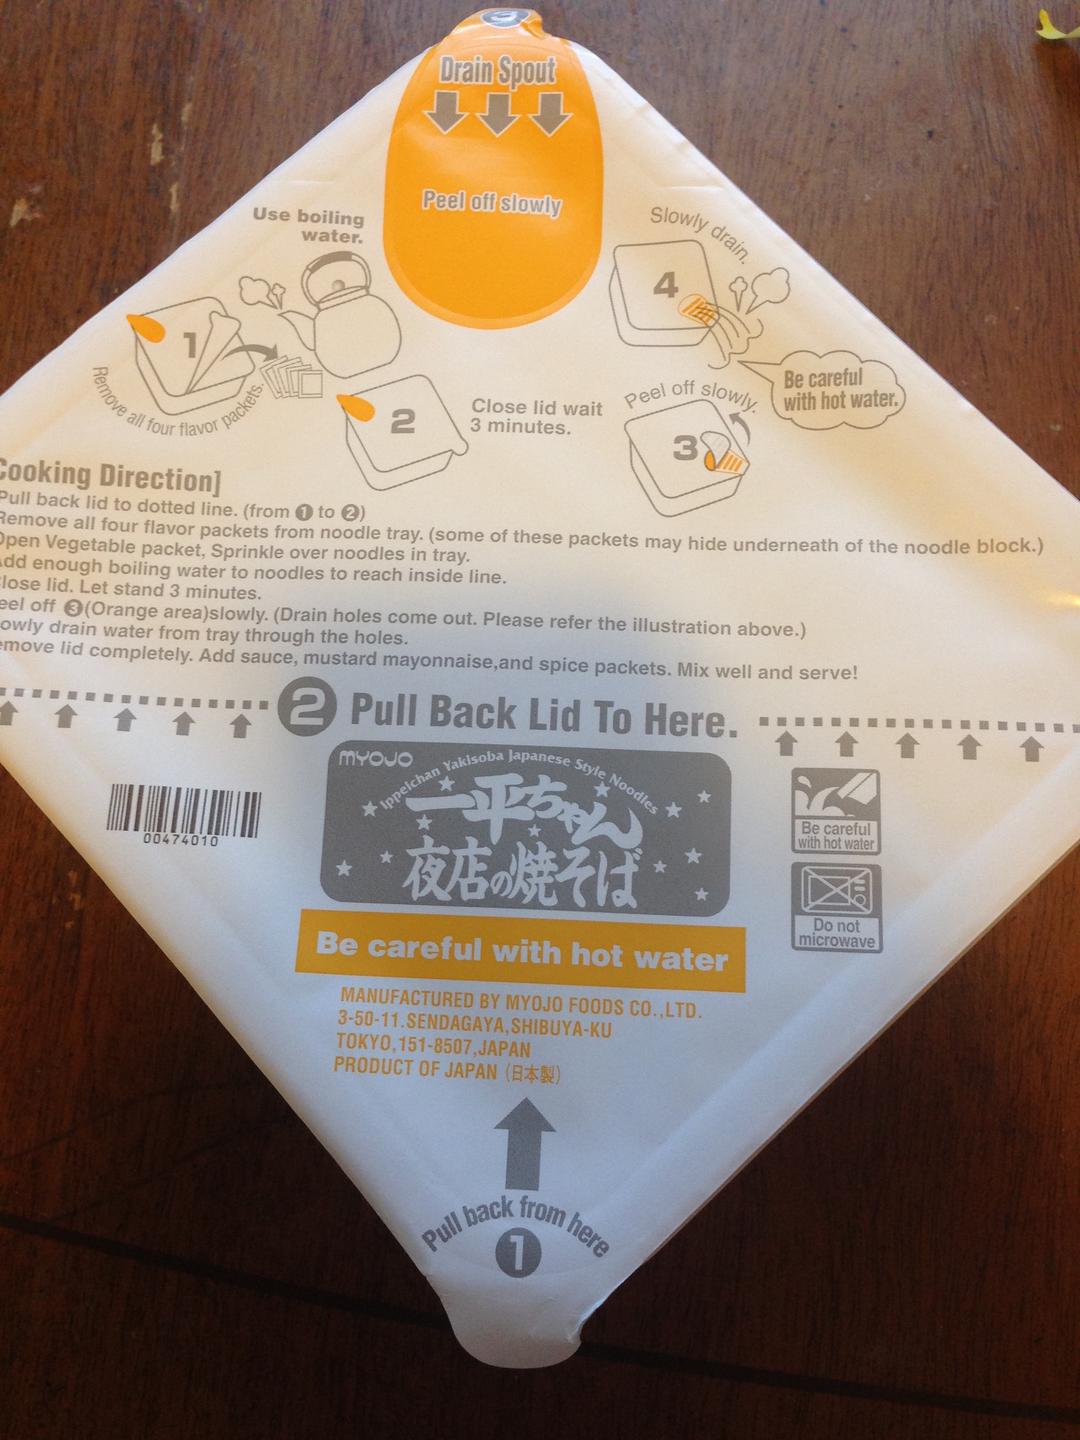 3
Drain Spout
Peel off slowly
Use boiling
water.
1
Remove all four flavor packets.
2
Close lid wait
3 minutes.
Slowly drain.
4
Be careful
with hot water.
Peel off slowly.
3
Cooking Direction]
Pull back lid to dotted line. (from 1 to 2)
Remove all four flavor packets from noodle tray. (some of these packets may hide underneath of the noodle block.)
Open Vegetable packet, Sprinkle over noodles in tray.
Add enough boiling water to noodles to reach inside line.
lose lid. Let stand 3 minutes.
eel off 3(Orange area)slowly. (Drain holes come out. Please refer the illustration above.)
owly drain water from tray through the holes.
emove lid completely. Add sauce, mustard mayonnaise,and spice packets. Mix well and serve!
2 Pull Back Lid To Here.
MYOJO
Ippeichan Yakisoba Japanese Style Noodles
一平ちゃん
夜店の焼そば
00474010
Be careful
with hot water
Do not
microwave
Be careful with hot water
MANUFACTURED BY MYOJO FOODS CO.,LTD.
3-50-11.SENDAGAYA,SHIBUYA-KU
TOKYO,151-8507,JAPAN
PRODUCT OF JAPAN (日本製)
Pull back from here
1